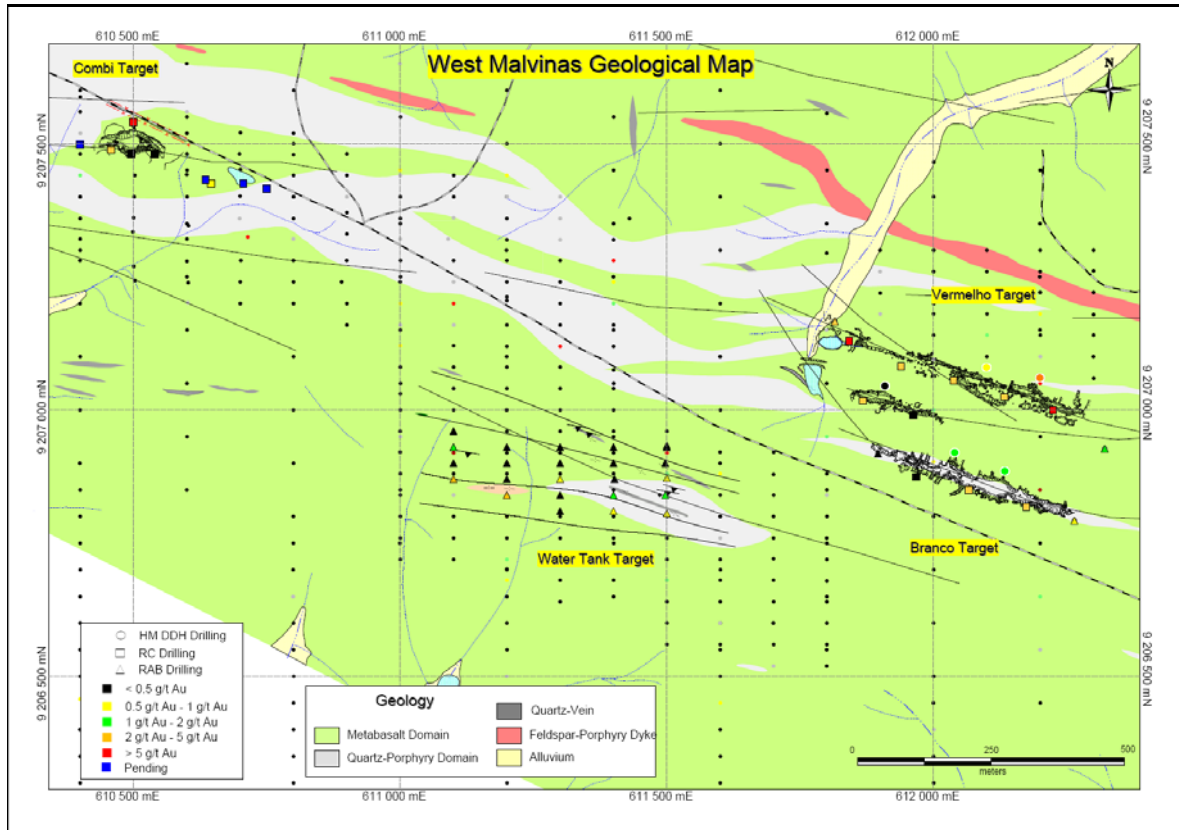 610 500 mE
611 000 mE
611 500 mE
612 000 mE
West Malvinas Geological Map
Combi Target
N
9 207 500 mN
9 207 500 mN
Vermelho Target
9 207 000 mN
9 207 000 mN
Water Tank Target
Branco Target
9 206 500 mN
9 206 500 mN
HM DDH Drilling
RC Drilling
RAB Drilling
< 0.5 g/t Au
0.5 g/t Au - 1 g/t Au
1 g/t Au - 2 g/t Au
2 g/t Au - 5 g/t Au
> 5 g/t Au
Pending
Geology
Metabasalt Domain
Quartz-Porphyry Domain
Quartz-Vein
Feldspar-Porphyry Dyke
Alluvium
0 250 500
meters
610 500 mE
611 000 mE
611 500 mE
612 000 mE